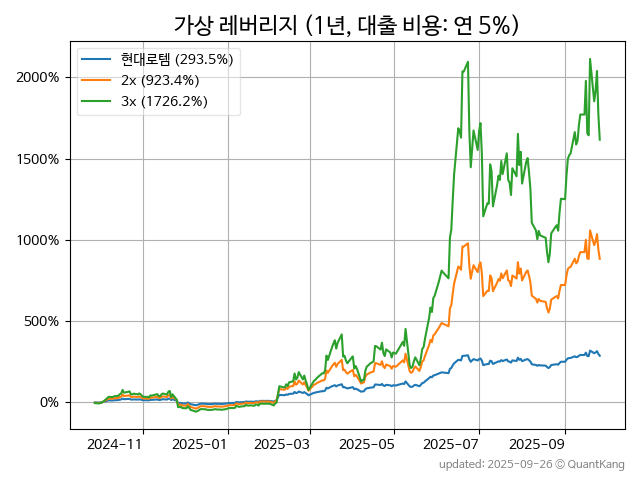 가상 레버리지 (1년, 대출 비용: 연 5%)
현대로템 (293.5%)
2x (923.4%)
3x (1726.2%)
2000%
1500%
1000%
500%
0%
2024-11 2025-01 2025-03 2025-05 2025-07 2025-09
updated: 2025-09-26 © QuantKang